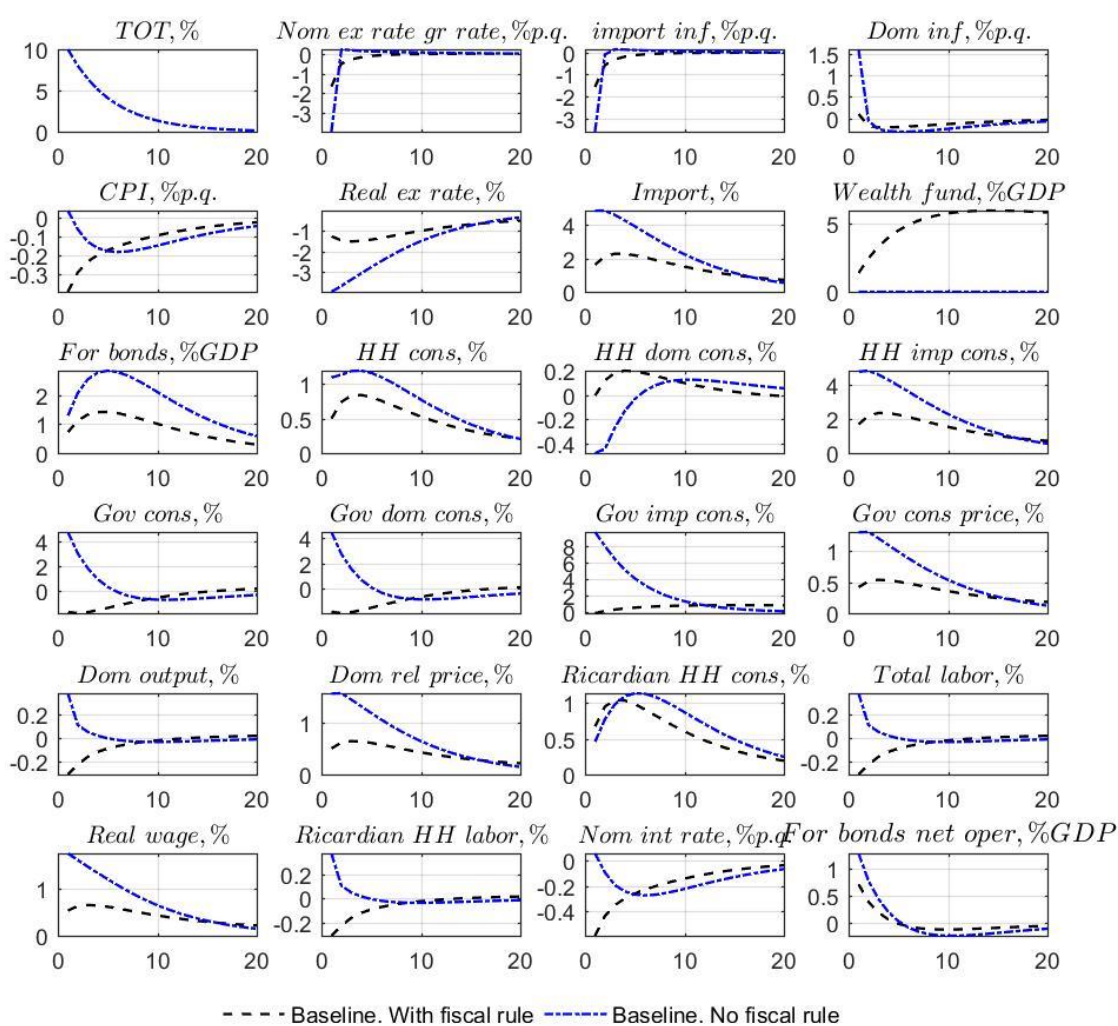 TOT, %
Nom ex rate gr rate, %p.q.
import inf, %p.q.
Dom inf, %p.q.
10
5
0
0 10 20
0
-1
-2
-3
0 10 20
0
-1
-2
-3
0 10 20
1.5
1
0.5
0
0 10 20
CPI, %p.q.
Real ex rate, %
Import, %
Wealth fund, %GDP
0
-0.1
-0.2
-0.3
0 10 20
-1
-2
-3
0 10 20
4
2
0
0 10 20
5
0
0 10 20
For bonds, %GDP
HH cons, %
HH dom cons, %
HH imp cons, %
2
1
0
0 10 20
1
0.5
0
0 10 20
0.2
0
-0.2
-0.4
0 10 20
4
2
0
0 10 20
Gov cons, %
Gov dom cons, %
Gov imp cons, %
Gov cons price, %
4
2
0
0 10 20
4
2
0
0 10 20
8
6
4
2
0
0 10 20
1
0.5
0
0 10 20
Dom output, %
Dom rel price, %
Ricardian HH cons, %
Total labor, %
0.2
0
-0.2
0 10 20
1
0
0 10 20
1
0.5
0
0 10 20
0.2
0
-0.2
0 10 20
Real wage, %
Ricardian HH labor, %
Nom int rate, %p.q.
For bonds net oper, %GDP
1
0
0 10 20
0.2
0
-0.2
0 10 20
0
-0.2
-0.4
0 10 20
1
0.5
0
0 10 20
Baseline. With fiscal rule
Baseline. No fiscal rule